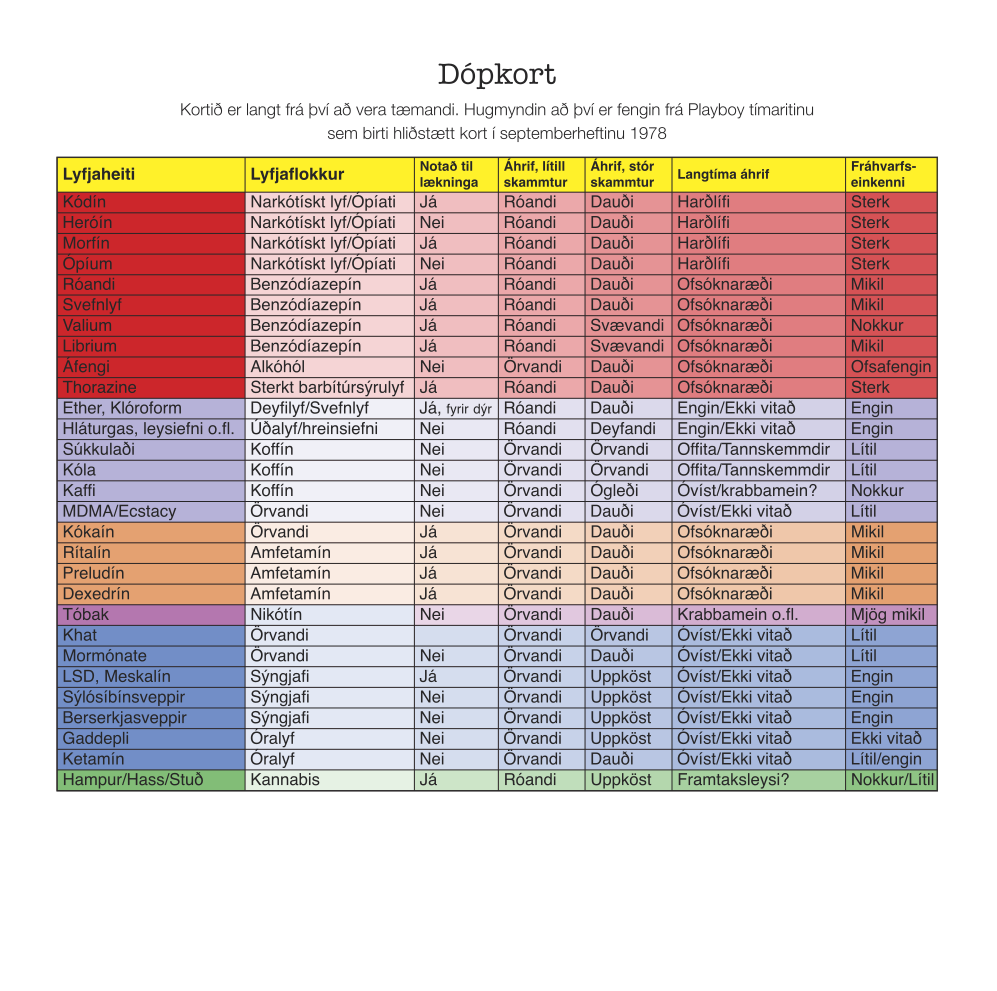 Dópkort
Kortið er langt frá því að vera tæmandi. Hugmyndin að því er fengin frá Playboy tímaritinu
sem birti hliðstætt kort í septemberheftinu 1978
Lyfjaheiti Lyfjaflokkur Notað til lækninga Áhrif, lítill skammtur Áhrif, stór skammtur Langtíma áhrif Fráhvarfs-einkenni
Kódín Narkótískt lyf/Ópíati Já Róandi Dauði Harðlífi Sterk
Heróín Narkótískt lyf/Ópíati Nei Róandi Dauði Harðlífi Sterk
Morfín Narkótískt lyf/Ópíati Já Róandi Dauði Harðlífi Sterk
Ópíum Narkótískt lyf/Ópíati Nei Róandi Dauði Harðlífi Sterk
Róandi Benzódíazepín Já Róandi Dauði Ofsóknaræði Mikil
Svefnlyf Benzódíazepín Já Róandi Dauði Ofsóknaræði Mikil
Valium Benzódíazepín Já Róandi Svævandi Ofsóknaræði Nokkur
Librium Benzódíazepín Já Róandi Svævandi Ofsóknaræði Mikil
Áfengi Alkóhól Nei Örvandi Dauði Ofsóknaræði Ofsafengin
Thorazine Sterkt barbítúrsýrulyf Já Róandi Dauði Ofsóknaræði Sterk
Ether, Klóroform Deyfilyf/Svefnlyf Já, fyrir dýr Róandi Dauði Engin/Ekki vitað Engin
Hláturgas, leysiefni o.fl. Úðalyf/hreinsiefni Nei Róandi Deyfandi Engin/Ekki vitað Engin
Súkkulaði Koffín Nei Örvandi Örvandi Offita/Tannskemmdir Lítil
Kóla Koffín Nei Örvandi Örvandi Offita/Tannskemmdir Lítil
Kaffi Koffín Nei Örvandi Ógleði Óvíst/krabbamein? Nokkur
MDMA/Ecstacy Örvandi Nei Örvandi Dauði Óvíst/Ekki vitað Lítil
Kókaín Örvandi Já Örvandi Dauði Ofsóknaræði Mikil
Rítalín Amfetamín Já Örvandi Dauði Ofsóknaræði Mikil
Preludín Amfetamín Já Örvandi Dauði Ofsóknaræði Mikil
Dexedrín Amfetamín Já Örvandi Dauði Ofsóknaræði Mikil
Tóbak Nikótín Nei Örvandi Dauði Krabbamein o.fl. Mjög mikil
Khat Örvandi Örvandi Örvandi Óvíst/Ekki vitað Lítil
Mormónate Örvandi Nei Örvandi Dauði Óvíst/Ekki vitað Lítil
LSD, Meskalín Sýngjafi Já Örvandi Uppköst Óvíst/Ekki vitað Engin
Sýlósíbínsveppir Sýngjafi Nei Örvandi Uppköst Óvíst/Ekki vitað Engin
Berserkjasveppir Sýngjafi Nei Örvandi Uppköst Óvíst/Ekki vitað Engin
Gaddepli Óralyf Nei Örvandi Uppköst Óvíst/Ekki vitað Ekki vitað
Ketamín Óralyf Nei Örvandi Dauði Óvíst/Ekki vitað Lítil/engin
Hampur/Hass/Stuð Kannabis Já Róandi Uppköst Framtaksleysi? Nokkur/Lítil